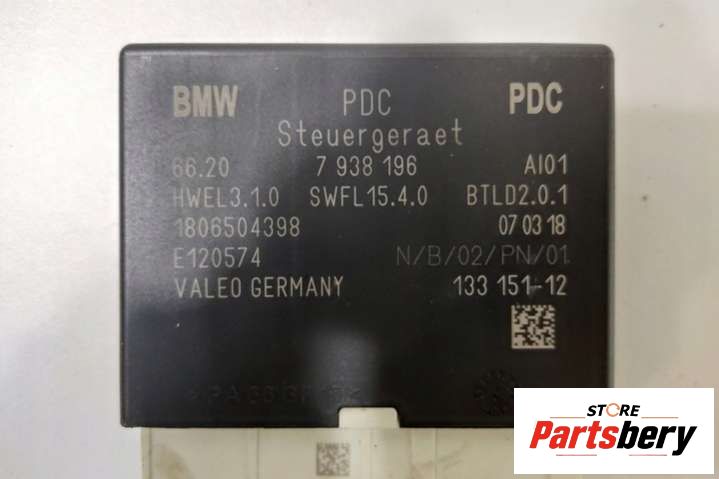 BMW PDC PDC
Steuergeraet
66.20 7 938 196 AI01
HWEL3.1.0 SWFL15.4.0 BTLD2.0.1
1806504398 07 03 18
E120574 N/B/02/PN/01
VALEO GERMANY 133 151-12
STORE
Partsbery